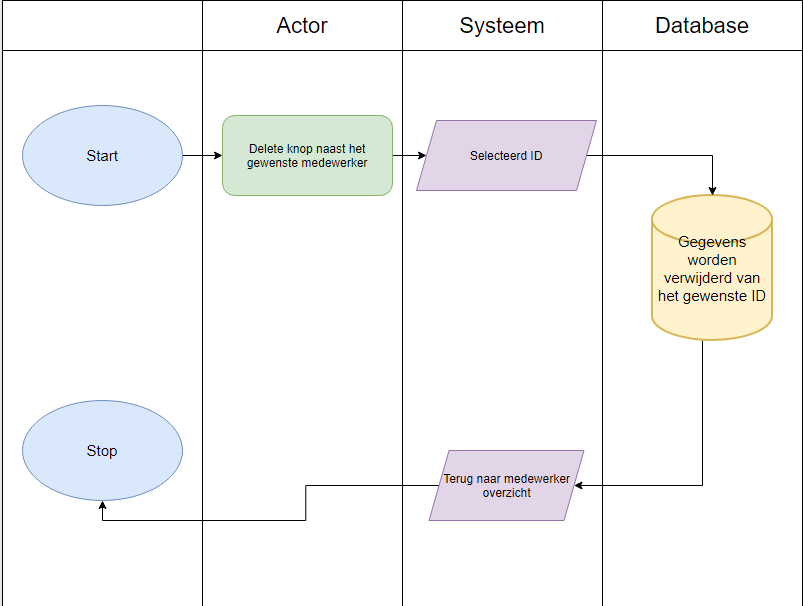 Actor
Systeem
Database
Start
Delete knop naast het
gewenste medewerker
Selecteerd ID
Gegevens
worden
verwijderd van
het gewenste ID
Stop
Terug naar medewerker
overzicht